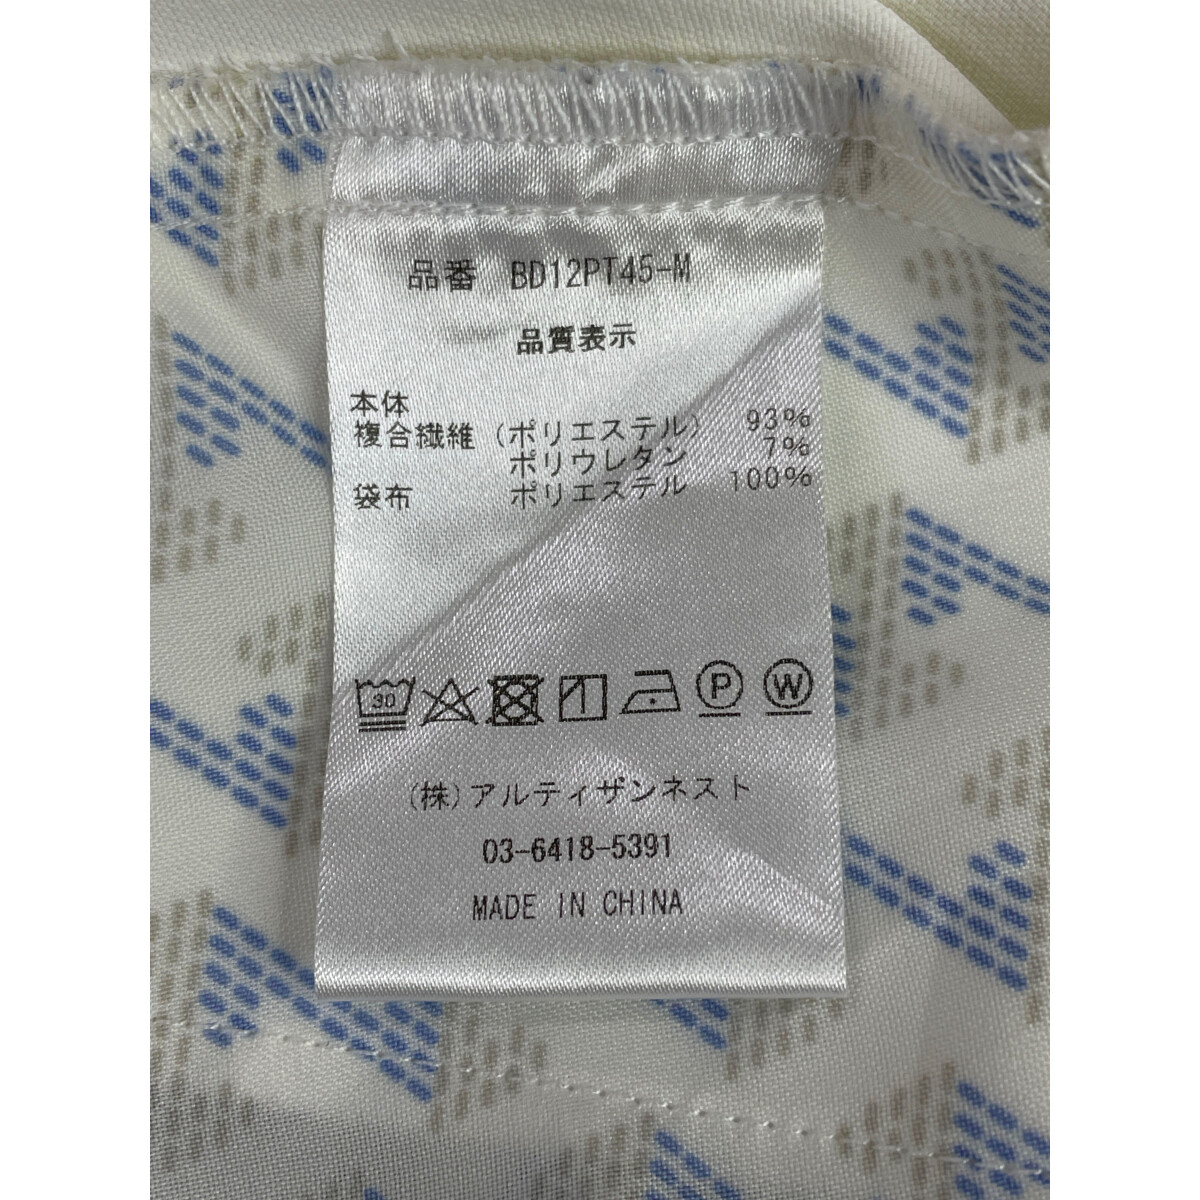 品番 BD12PT45-M
品質表示
本体
複合繊維 (ポリエステル) 93%
ポリウレタン 7%
袋布 ポリエステル 100%
30 P W
(株)アルティザンネスト
03-6418-5391
MADE IN CHINA